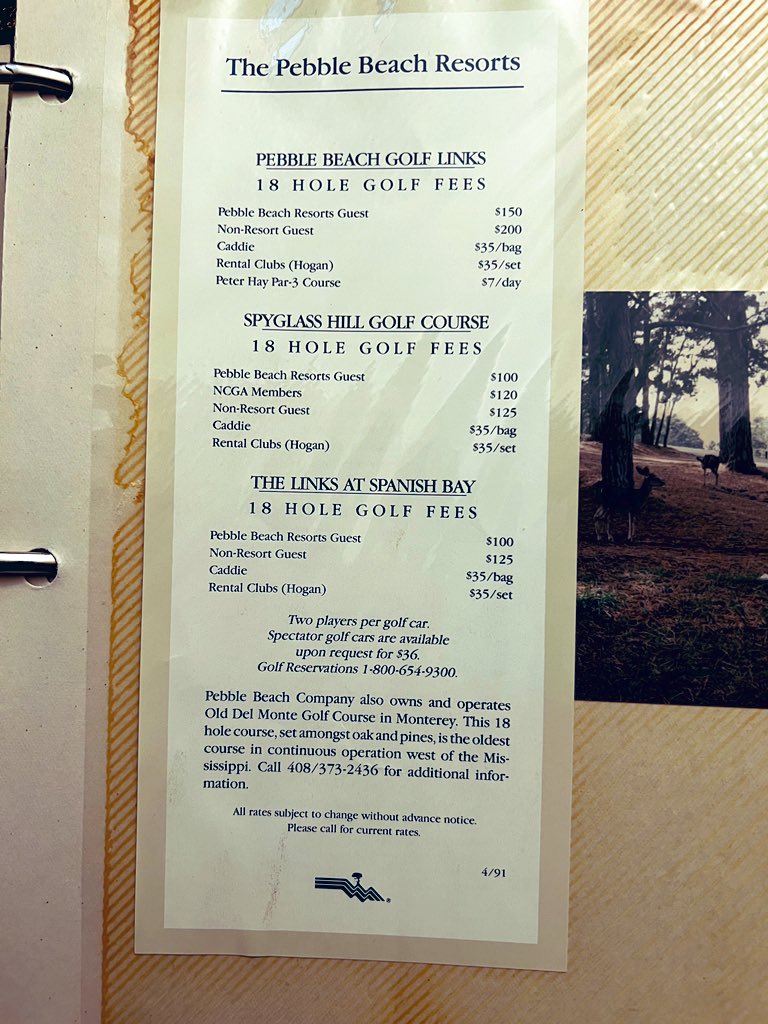 The Pebble Beach Resorts
PEBBLE BEACH GOLF LINKS
18 HOLE GOLF FEES
Pebble Beach Resorts Guest $150
Non-Resort Guest $200
Caddie $35/bag
Rental Clubs (Hogan) $35/set
Peter Hay Par-3 Course $7/day
SPYGLASS HILL GOLF COURSE
18 HOLE GOLF FEES
Pebble Beach Resorts Guest $100
NCGA Members $120
Non-Resort Guest $125
Caddie $35/bag
Rental Clubs (Hogan) $35/set
THE LINKS AT SPANISH BAY
18 HOLE GOLF FEES
Pebble Beach Resorts Guest $100
Non-Resort Guest $125
Caddie $35/bag
Rental Clubs (Hogan) $35/set
Two players per golf car.
Spectator golf cars are available
upon request for $36.
Golf Reservations 1-800-654-9300.
Pebble Beach Company also owns and operates
Old Del Monte Golf Course in Monterey. This 18
hole course, set amongst oak and pines, is the oldest
course in continuous operation west of the Mis-
sissippi. Call 408/373-2436 for additional infor-
mation.
All rates subject to change without advance notice.
Please call for current rates.
4/91
®